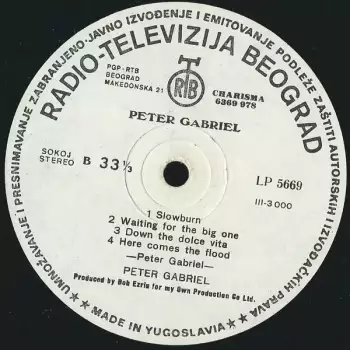 UMNOŽAVANJE I PRESNIMAVANJE ZABRANJENO·JAVNO IZVOĐENJE I EMITOVANJE PODLEŽE ZAŠTITI AUTORSKIH I IZVOĐAČKIH PRAVA
RADIO-TELEVIZIJA BEOGRAD
PGP-RTB
BEOGRAD
MAKEDONSKA 21
RTB
CHARISMA
6369 978
PETER GABRIEL
SOKOJ
STEREO B 33⅓
LP 5669
III-3000
1 Slowburn
2 Waiting for the big one
3 Down the dolce vita
4 Here comes the flood
—Peter Gabriel—
PETER GABRIEL
Produced by Bob Ezrin for my Own Production Co Ltd.
★ MADE IN YUGOSLAVIA ★